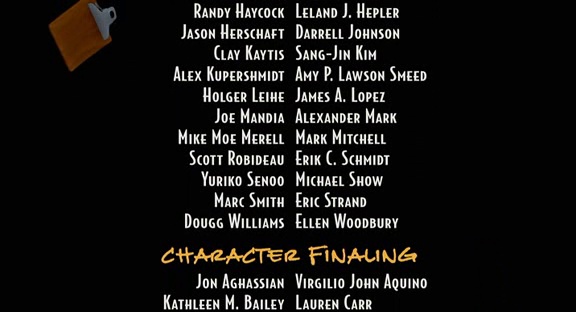 Randy Haycock Leland J. Hepler
Jason Herschaft Darrell Johnson
Clay Kaytis Sang-Jin Kim
Alex Kupershmidt Amy P. Lawson Smeed
Holger Leihe James A. Lopez
Joe Mandia Alexander Mark
Mike Moe Merell Mark Mitchell
Scott Robideau Erik C. Schmidt
Yuriko Senoo Michael Show
Marc Smith Eric Strand
Dougg Williams Ellen Woodbury
Character Finaling
Jon Aghassian Virgilio John Aquino
Kathleen M. Bailey Lauren Carr